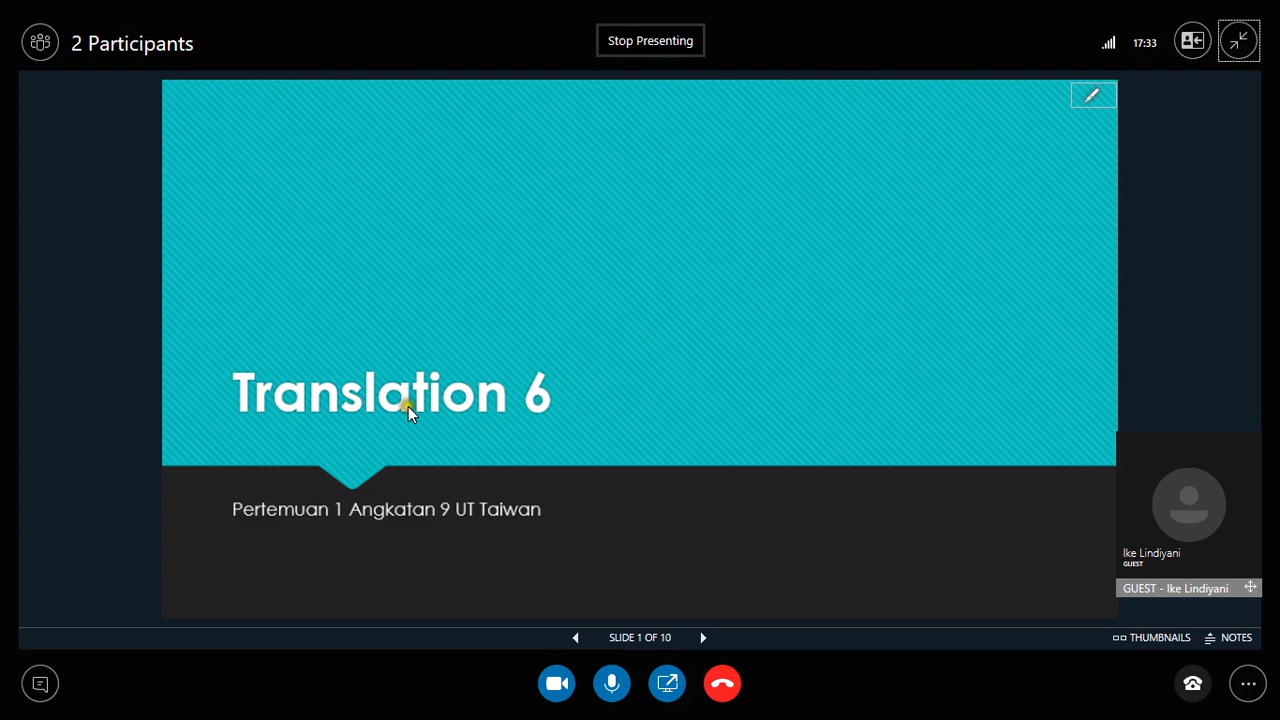 2 Participants
Stop Presenting
17:33
Translation 6
Pertemuan 1 Angkatan 9 UT Taiwan
Ike Lindiyani
GUEST
GUEST - Ike Lindiyani
SLIDE 1 OF 10
THUMBNAILS
NOTES